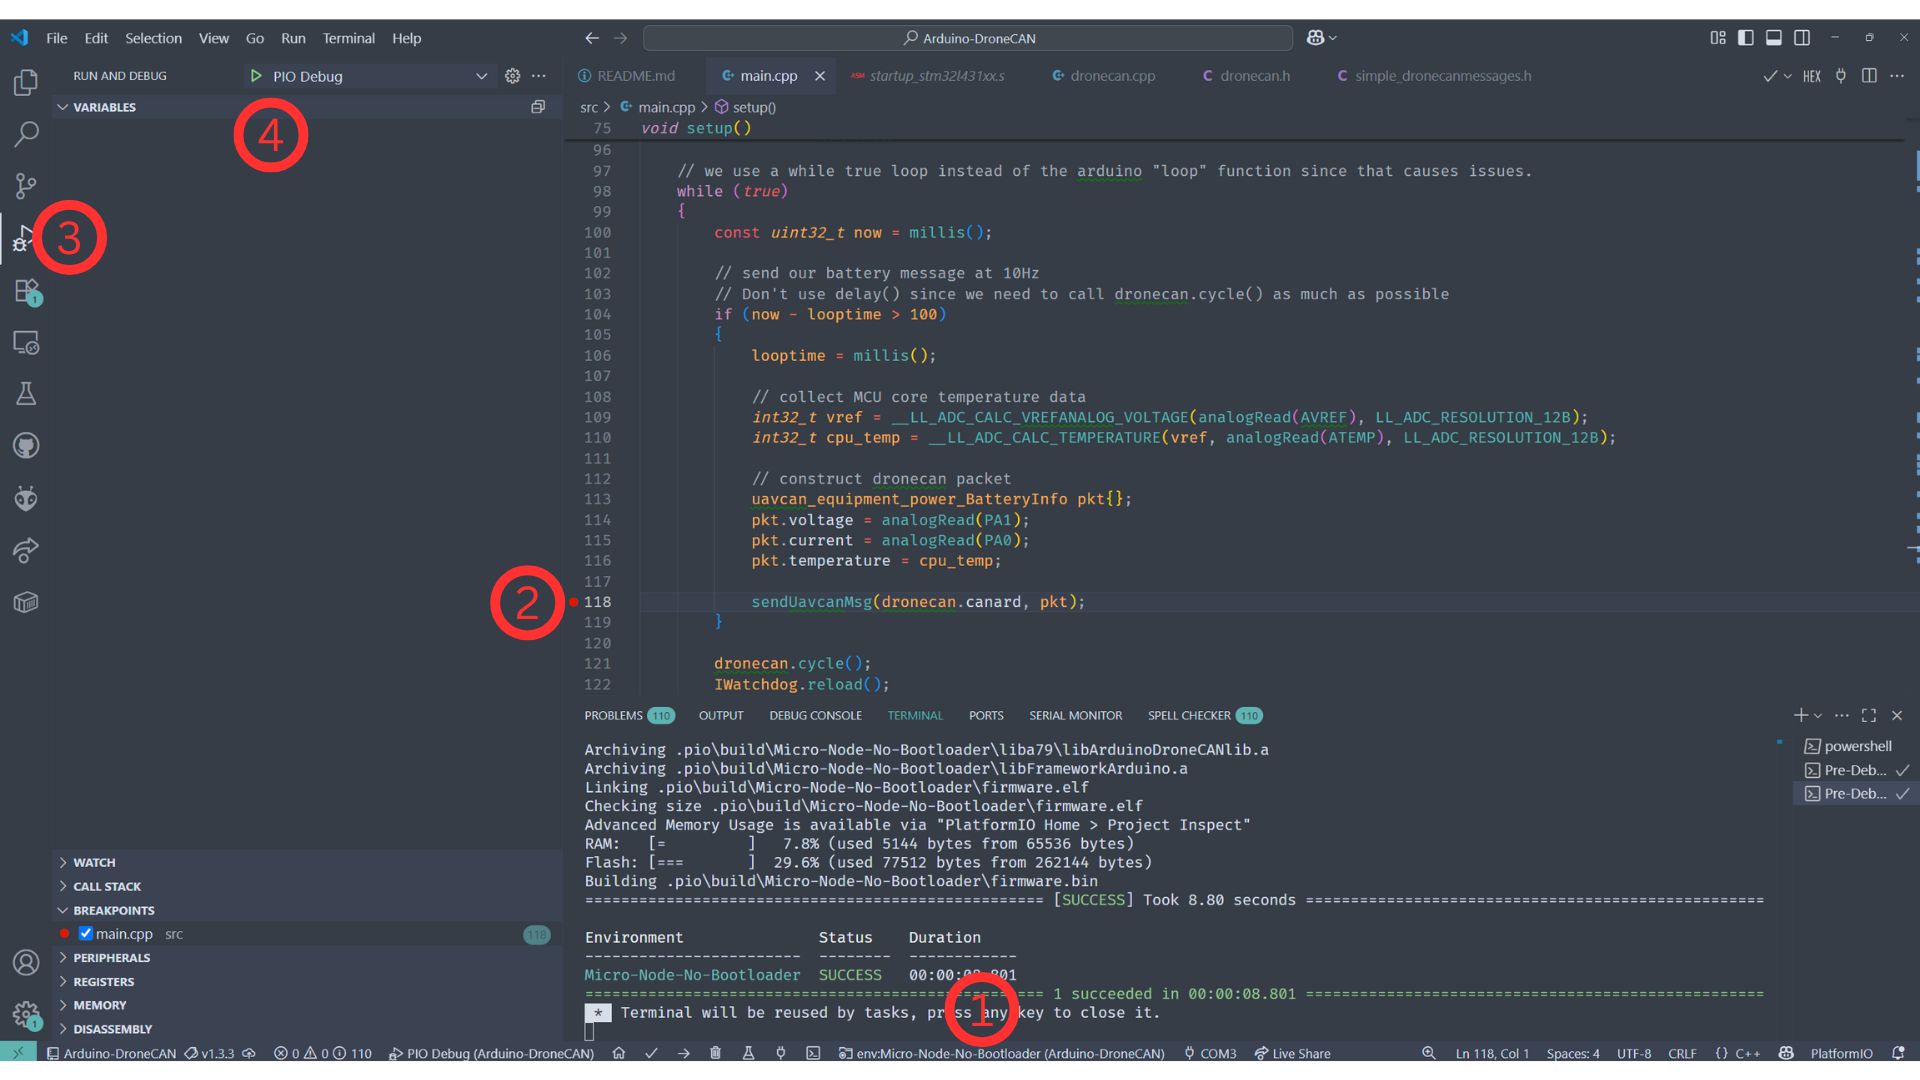 File Edit Selection View Go Run Terminal Help
Arduino-DroneCAN
RUN AND DEBUG
PIO Debug
README.md
main.cpp
ASM startup_stm32l431xx.s
dronecan.cpp
C dronecan.h
C simple_dronecanmessages.h
HEX
VARIABLES
4
3
1
src > main.cpp > setup()
75 void setup()
96
97 // we use a while true loop instead of the arduino "loop" function since that causes issues.
98 while (true)
99 {
100 const uint32_t now = millis();
101
102 // send our battery message at 10Hz
103 // Don't use delay() since we need to call dronecan.cycle() as much as possible
104 if (now - looptime > 100)
105 {
106 looptime = millis();
107
108 // collect MCU core temperature data
109 int32_t vref = __LL_ADC_CALC_VREFANALOG_VOLTAGE(analogRead(AVREF), LL_ADC_RESOLUTION_12B);
110 int32_t cpu_temp = __LL_ADC_CALC_TEMPERATURE(vref, analogRead(ATEMP), LL_ADC_RESOLUTION_12B);
111
112 // construct dronecan packet
113 uavcan_equipment_power_BatteryInfo pkt{};
114 pkt.voltage = analogRead(PA1);
115 pkt.current = analogRead(PA0);
116 pkt.temperature = cpu_temp;
117
2
118 sendUavcanMsg(dronecan.canard, pkt);
119 }
120
121 dronecan.cycle();
122 IWatchdog.reload();
PROBLEMS 110 OUTPUT DEBUG CONSOLE TERMINAL PORTS SERIAL MONITOR SPELL CHECKER 110
Archiving .pio\build\Micro-Node-No-Bootloader\liba79\libArduinoDroneCANlib.a
Archiving .pio\build\Micro-Node-No-Bootloader\libFrameworkArduino.a
Linking .pio\build\Micro-Node-No-Bootloader\firmware.elf
Checking size .pio\build\Micro-Node-No-Bootloader\firmware.elf
Advanced Memory Usage is available via "PlatformIO Home > Project Inspect"
RAM: [= ] 7.8% (used 5144 bytes from 65536 bytes)
Flash: [=== ] 29.6% (used 77512 bytes from 262144 bytes)
Building .pio\build\Micro-Node-No-Bootloader\firmware.bin
=================================================== [SUCCESS] Took 8.80 seconds ===================================================
Environment Status Duration
------------------------ -------- ------------
Micro-Node-No-Bootloader SUCCESS 00:00:08.801
=================================================== 1 succeeded in 00:00:08.801 ===================================================
* Terminal will be reused by tasks, press any key to close it.
1
powershell
Pre-Deb...
Pre-Deb...
WATCH
CALL STACK
BREAKPOINTS
main.cpp src 118
PERIPHERALS
REGISTERS
MEMORY
DISASSEMBLY
1
Arduino-DroneCAN v1.3.3 0 0 110 PIO Debug (Arduino-DroneCAN) env:Micro-Node-No-Bootloader (Arduino-DroneCAN) COM3 Live Share Ln 118, Col 1 Spaces: 4 UTF-8 CRLF {} C++ PlatformIO